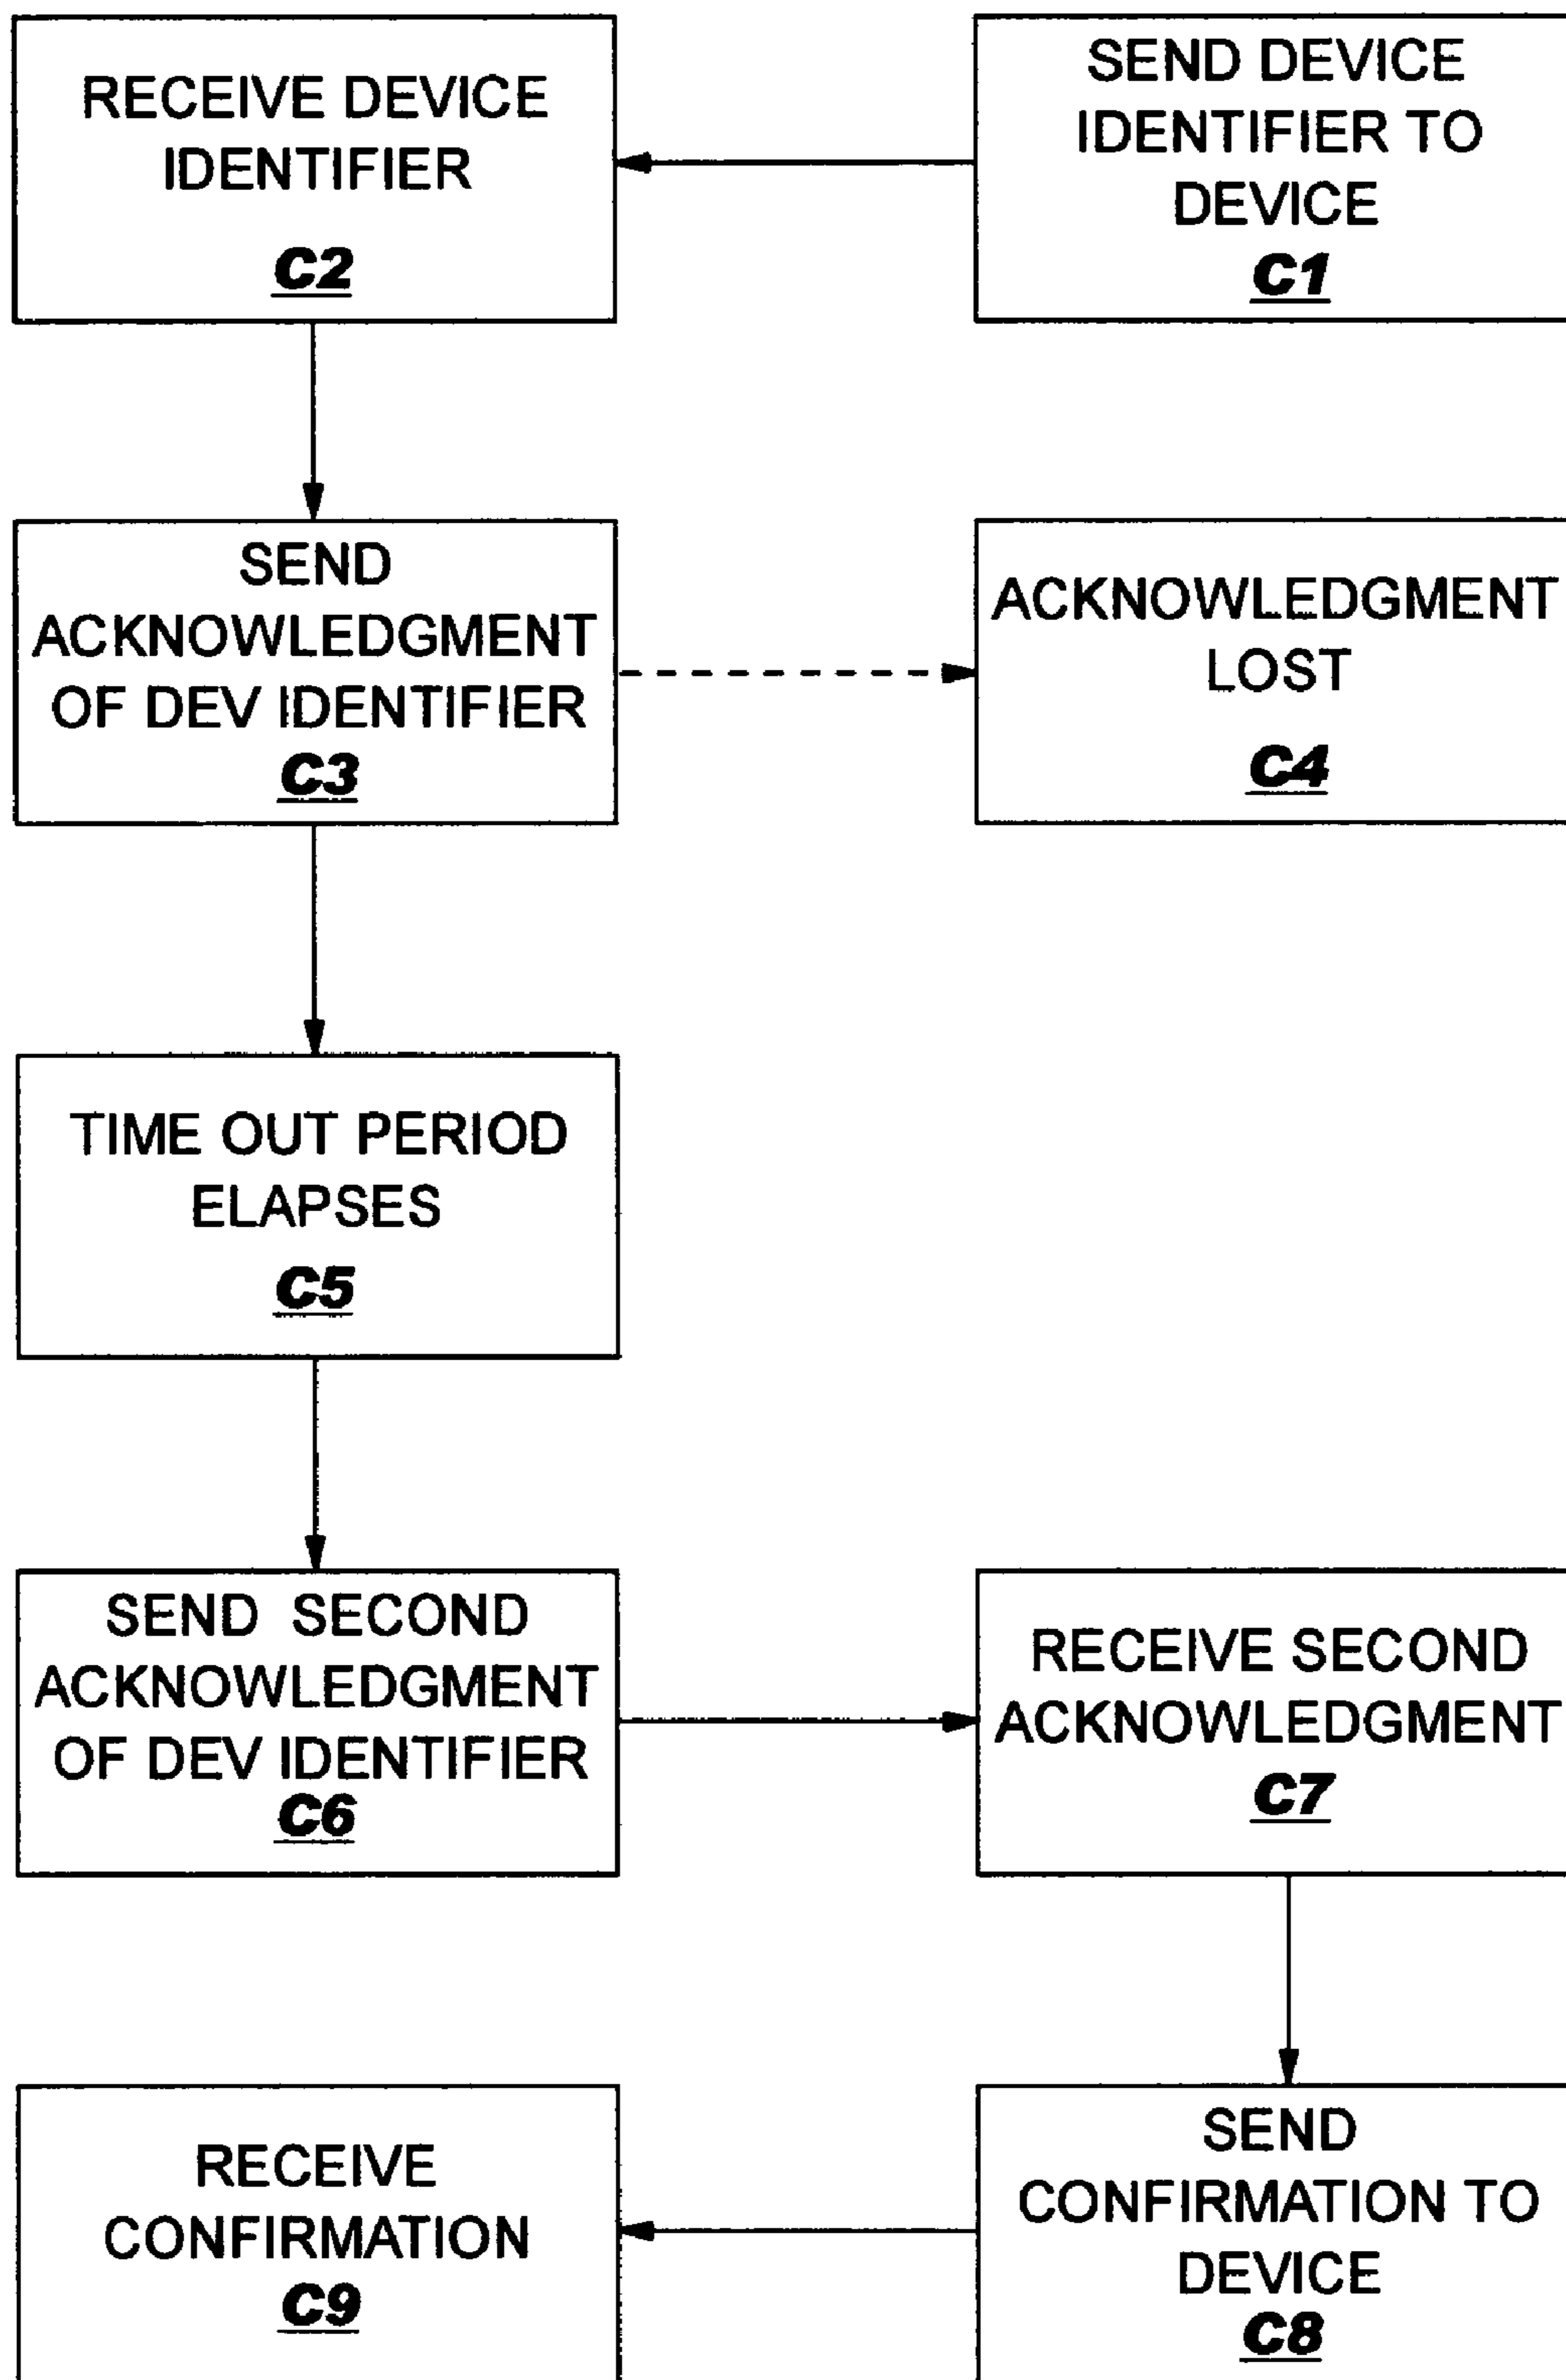 RECEIVE DEVICE
IDENTIFIER
C2
SEND DEVICE
IDENTIFIER TO
DEVICE
C1
SEND
ACKNOWLEDGMENT
OF DEV IDENTIFIER
C3
ACKNOWLEDGMENT
LOST
C4
TIME OUT PERIOD
ELAPSES
C5
SEND SECOND
ACKNOWLEDGMENT
OF DEV IDENTIFIER
C6
RECEIVE SECOND
ACKNOWLEDGMENT
C7
RECEIVE
CONFIRMATION
C9
SEND
CONFIRMATION TO
DEVICE
C8